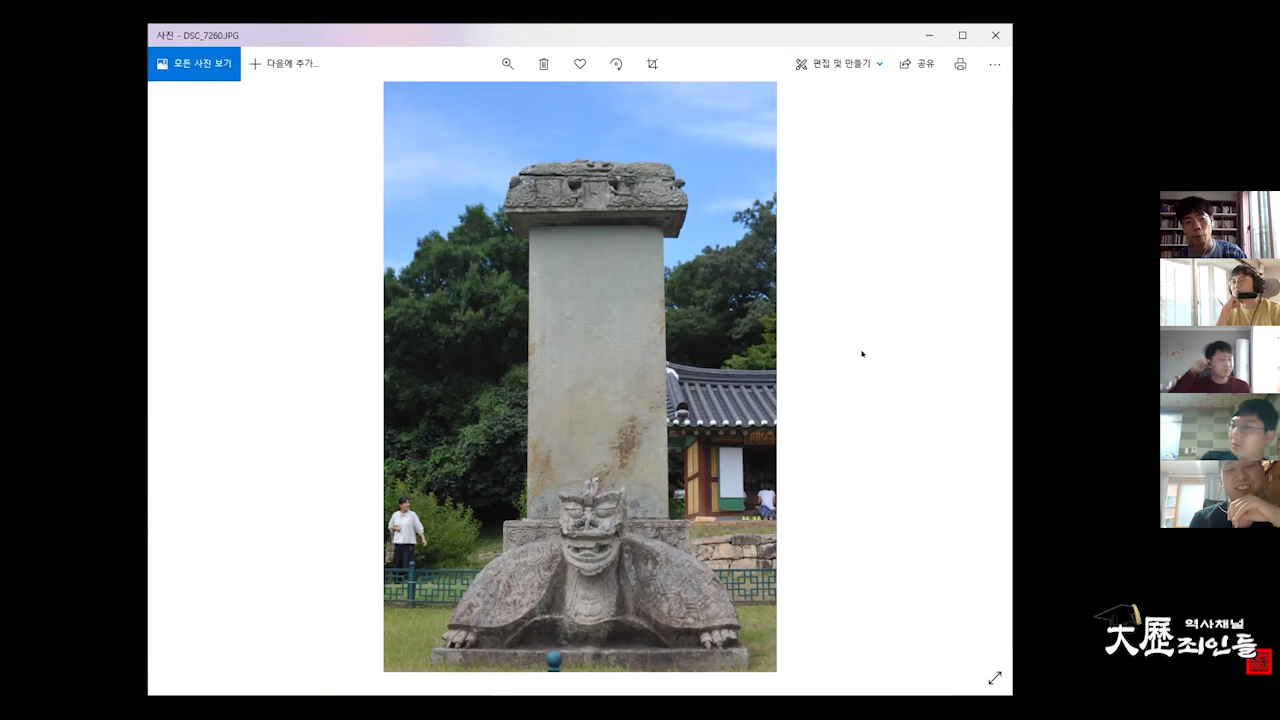 사진 - DSC_7260.JPG
모든 사진 보기
다음에 추가...
편집 및 만들기
공유
大歷
역사채널
죄인들